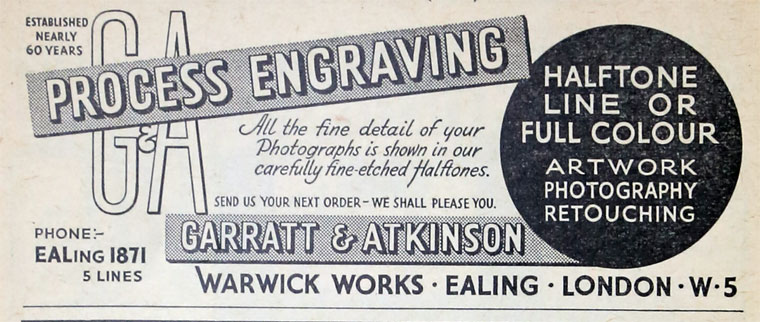 ESTABLISHED
NEARLY
60 YEARS
G&A
PROCESS ENGRAVING
All the fine detail of your
Photographs is shown in our
carefully fine-etched Halftones.
SEND US YOUR NEXT ORDER - WE SHALL PLEASE YOU.
HALFTONE
LINE OR
FULL COLOUR
ARTWORK
PHOTOGRAPHY
RETOUCHING
PHONE:-
EALING 1871
5 LINES
GARRATT & ATKINSON
WARWICK WORKS · EALING · LONDON · W·5